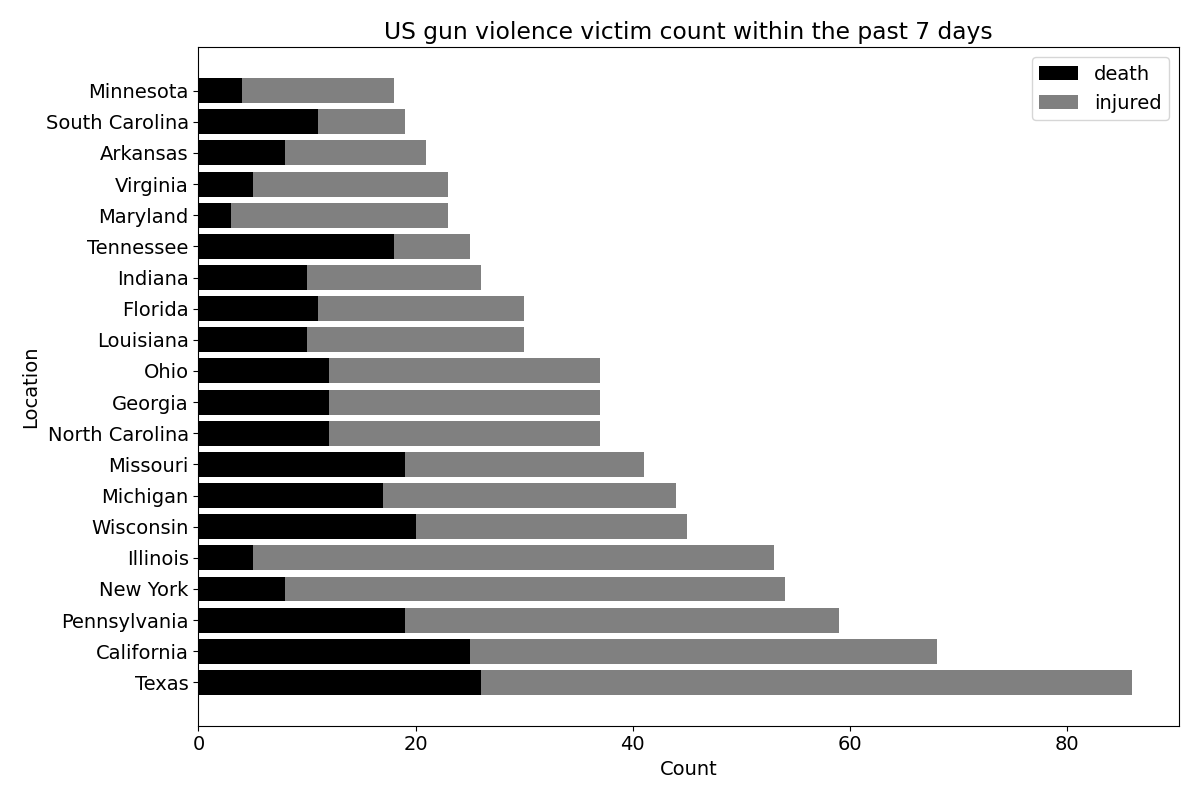 US gun violence victim count within the past 7 days
death
injured
Location
Minnesota
South Carolina
Arkansas
Virginia
Maryland
Tennessee
Indiana
Florida
Louisiana
Ohio
Georgia
North Carolina
Missouri
Michigan
Wisconsin
Illinois
New York
Pennsylvania
California
Texas
0 20 40 60 80
Count